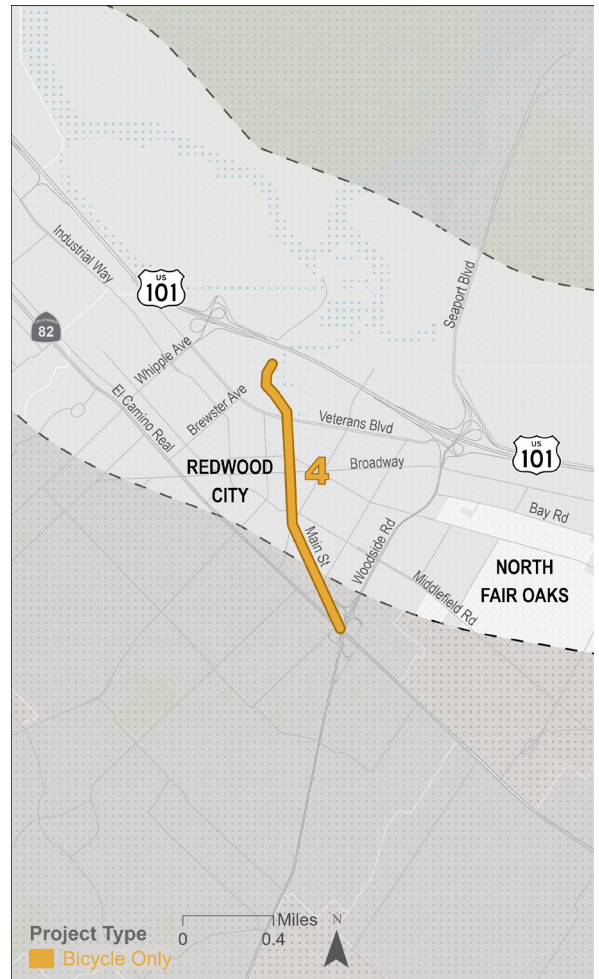 Industrial Way
US
101
Seaport Blvd
CALIFORNIA
82
Whipple Ave
El Camino Real
Brewster Ave
Veterans Blvd
US
101
REDWOOD
CITY
4
Broadway
Bay Rd
Main St
Woodside Rd
Middlefield Rd
NORTH
FAIR OAKS
Project Type
Bicycle Only
Miles
0
0.4
N